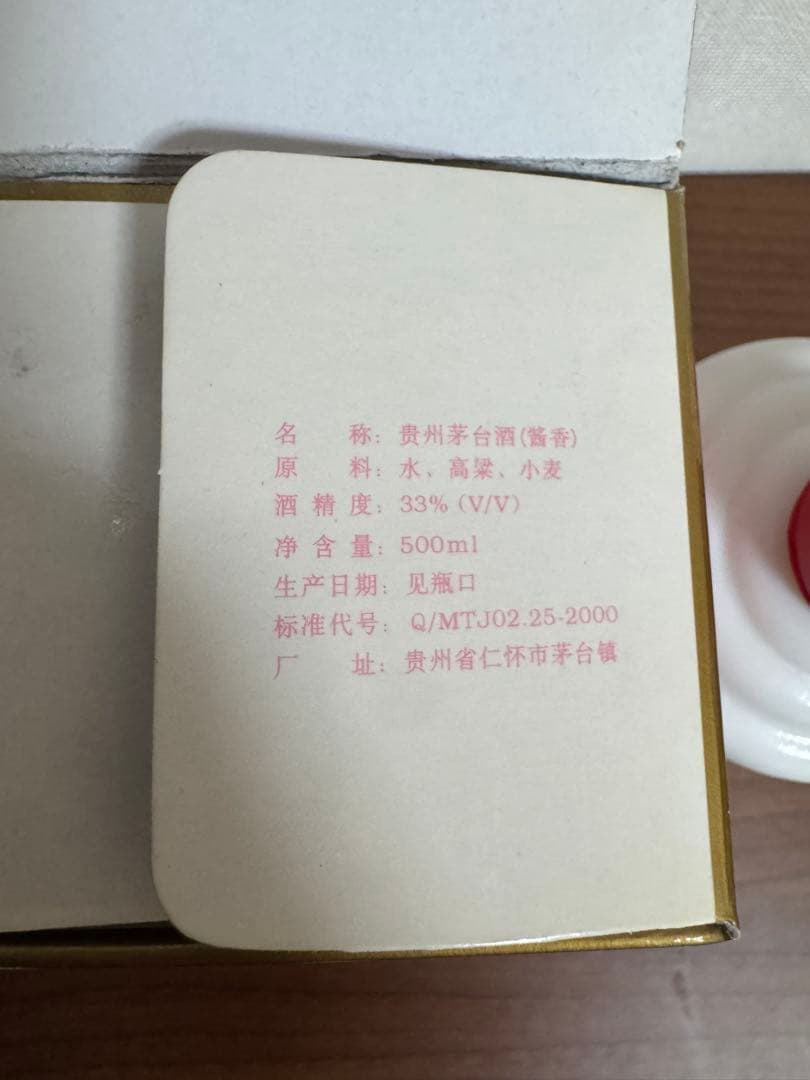 名 称：贵州茅台酒(酱香)
原 料：水、高粱、小麦
酒 精 度：33% (V/V)
净 含 量：500ml
生产日期：见瓶口
标准代号：Q/MTJ02.25-2000
厂 址：贵州省仁怀市茅台镇